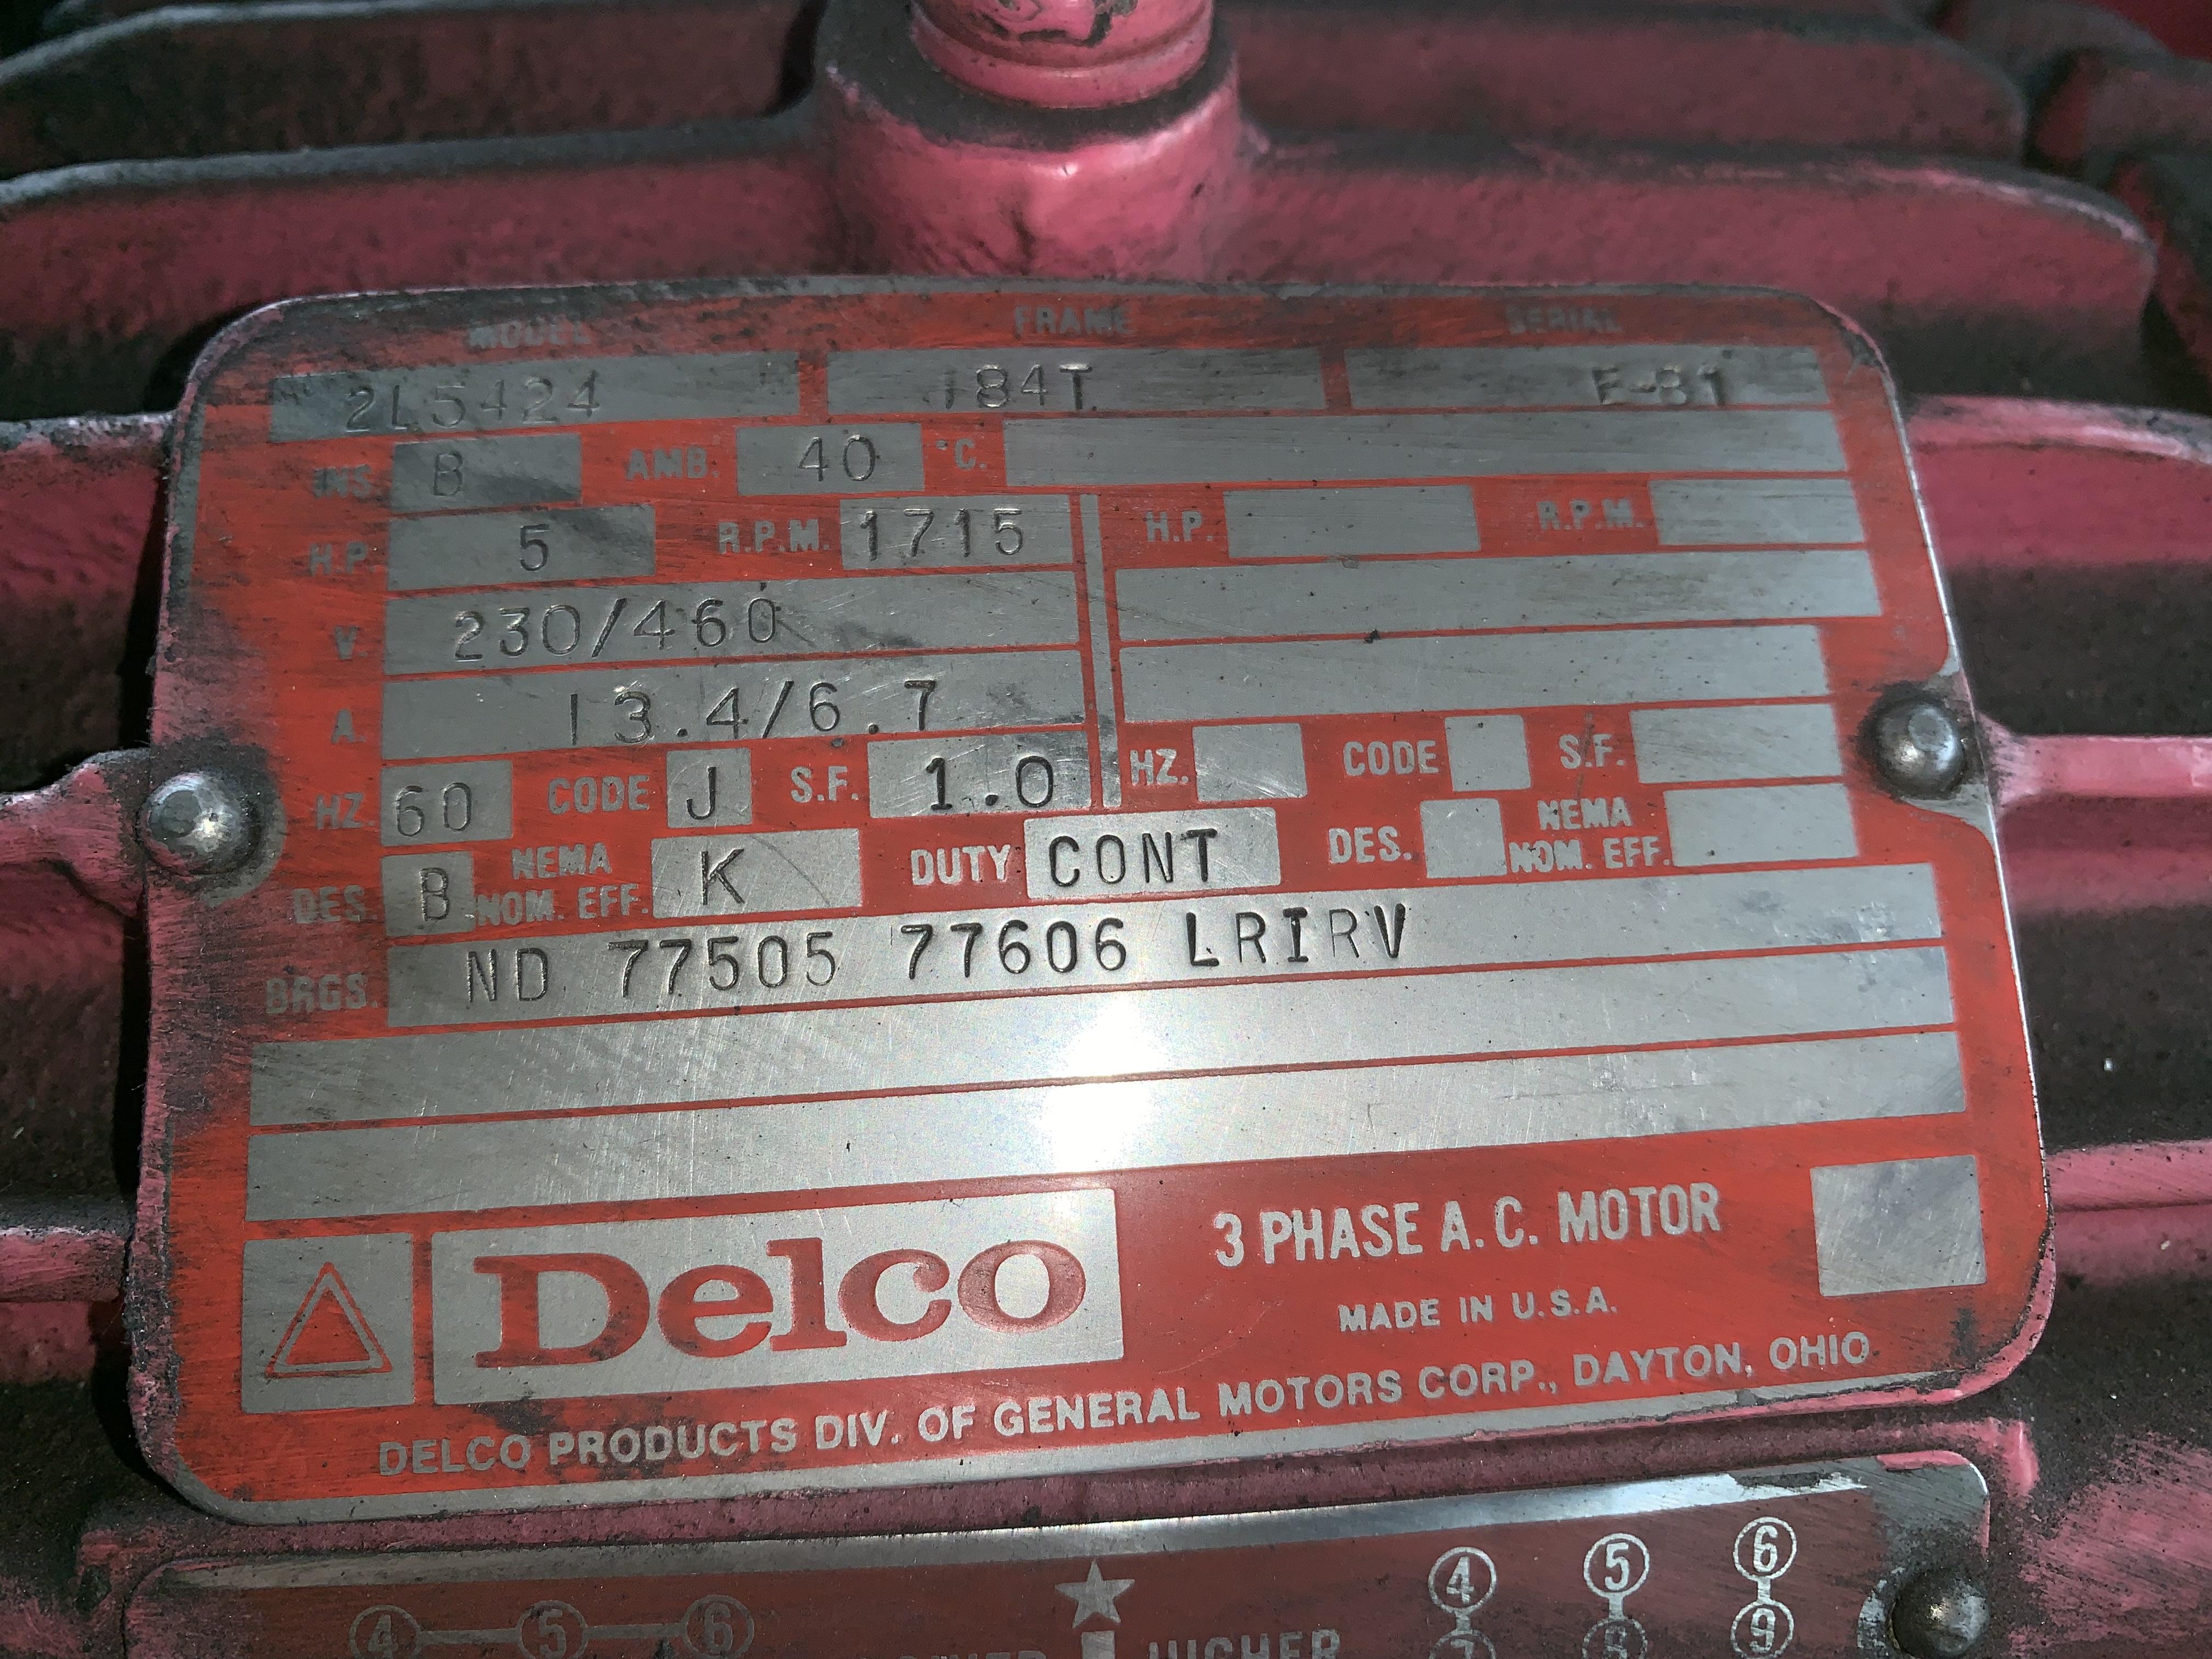 MODEL FRAME SERIAL
2L5424 184T E-81
INS. B AMB. 40 °C.
H.P. 5 R.P.M. 1715 H.P. R.P.M.
V. 230/460
A. 13.4/6.7
HZ. 60 CODE J S.F. 1.0 HZ. CODE S.F.
DES. B NEMA NOM. EFF. K DUTY CONT DES. NEMA NOM. EFF.
BRGS. ND 77505 77606 LRIRV
Delco
3 PHASE A.C. MOTOR
MADE IN U.S.A.
DELCO PRODUCTS DIV. OF GENERAL MOTORS CORP., DAYTON, OHIO
4 5 6
4 5 6
7 8 9
HIGHER